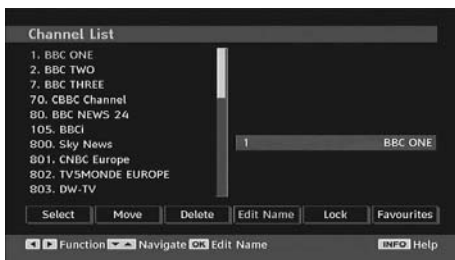 Channel List
1. BBC ONE
2. BBC TWO
7. BBC THREE
70. CBBC Channel
80. BBC NEWS 24
105. BBCi
800. Sky News
801. CNBC Europe
802. TV5MONDE EUROPE
803. DW-TV
1 BBC ONE
Select Move Delete Edit Name Lock Favourites
Function Navigate OK Edit Name INFO Help